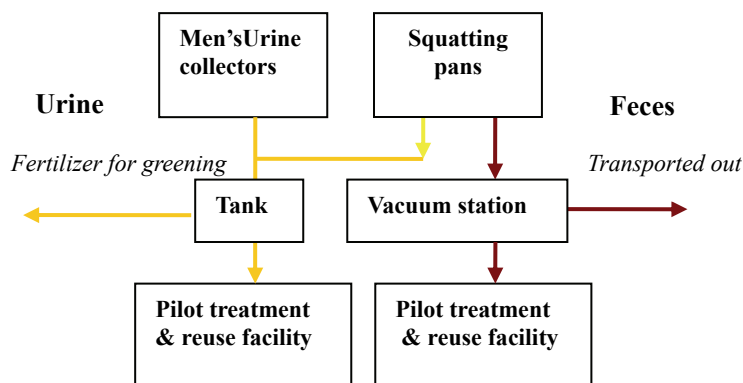 Men'sUrine
collectors
Squatting
pans
Urine
Feces
Fertilizer for greening
Transported out
Tank
Vacuum station
Pilot treatment
& reuse facility
Pilot treatment
& reuse facility